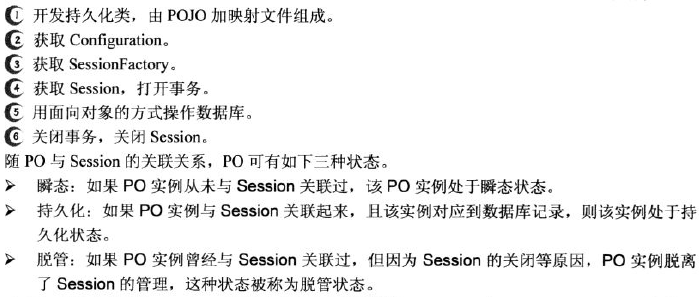 ① 开发持久化类，由 POJO 加映射文件组成。
② 获取 Configuration。
③ 获取 SessionFactory。
④ 获取 Session，打开事务。
⑤ 用面向对象的方式操作数据库。
⑥ 关闭事务，关闭 Session。
随 PO 与 Session 的关联关系，PO 可有如下三种状态。
➢ 瞬态：如果 PO 实例从未与 Session 关联过，该 PO 实例处于瞬态状态。
➢ 持久化：如果 PO 实例与 Session 关联起来，且该实例对应到数据库记录，则该实例处于持
久化状态。
➢ 脱管：如果 PO 实例曾经与 Session 关联过，但因为 Session 的关闭等原因，PO 实例脱离
了 Session 的管理，这种状态被称为脱管状态。